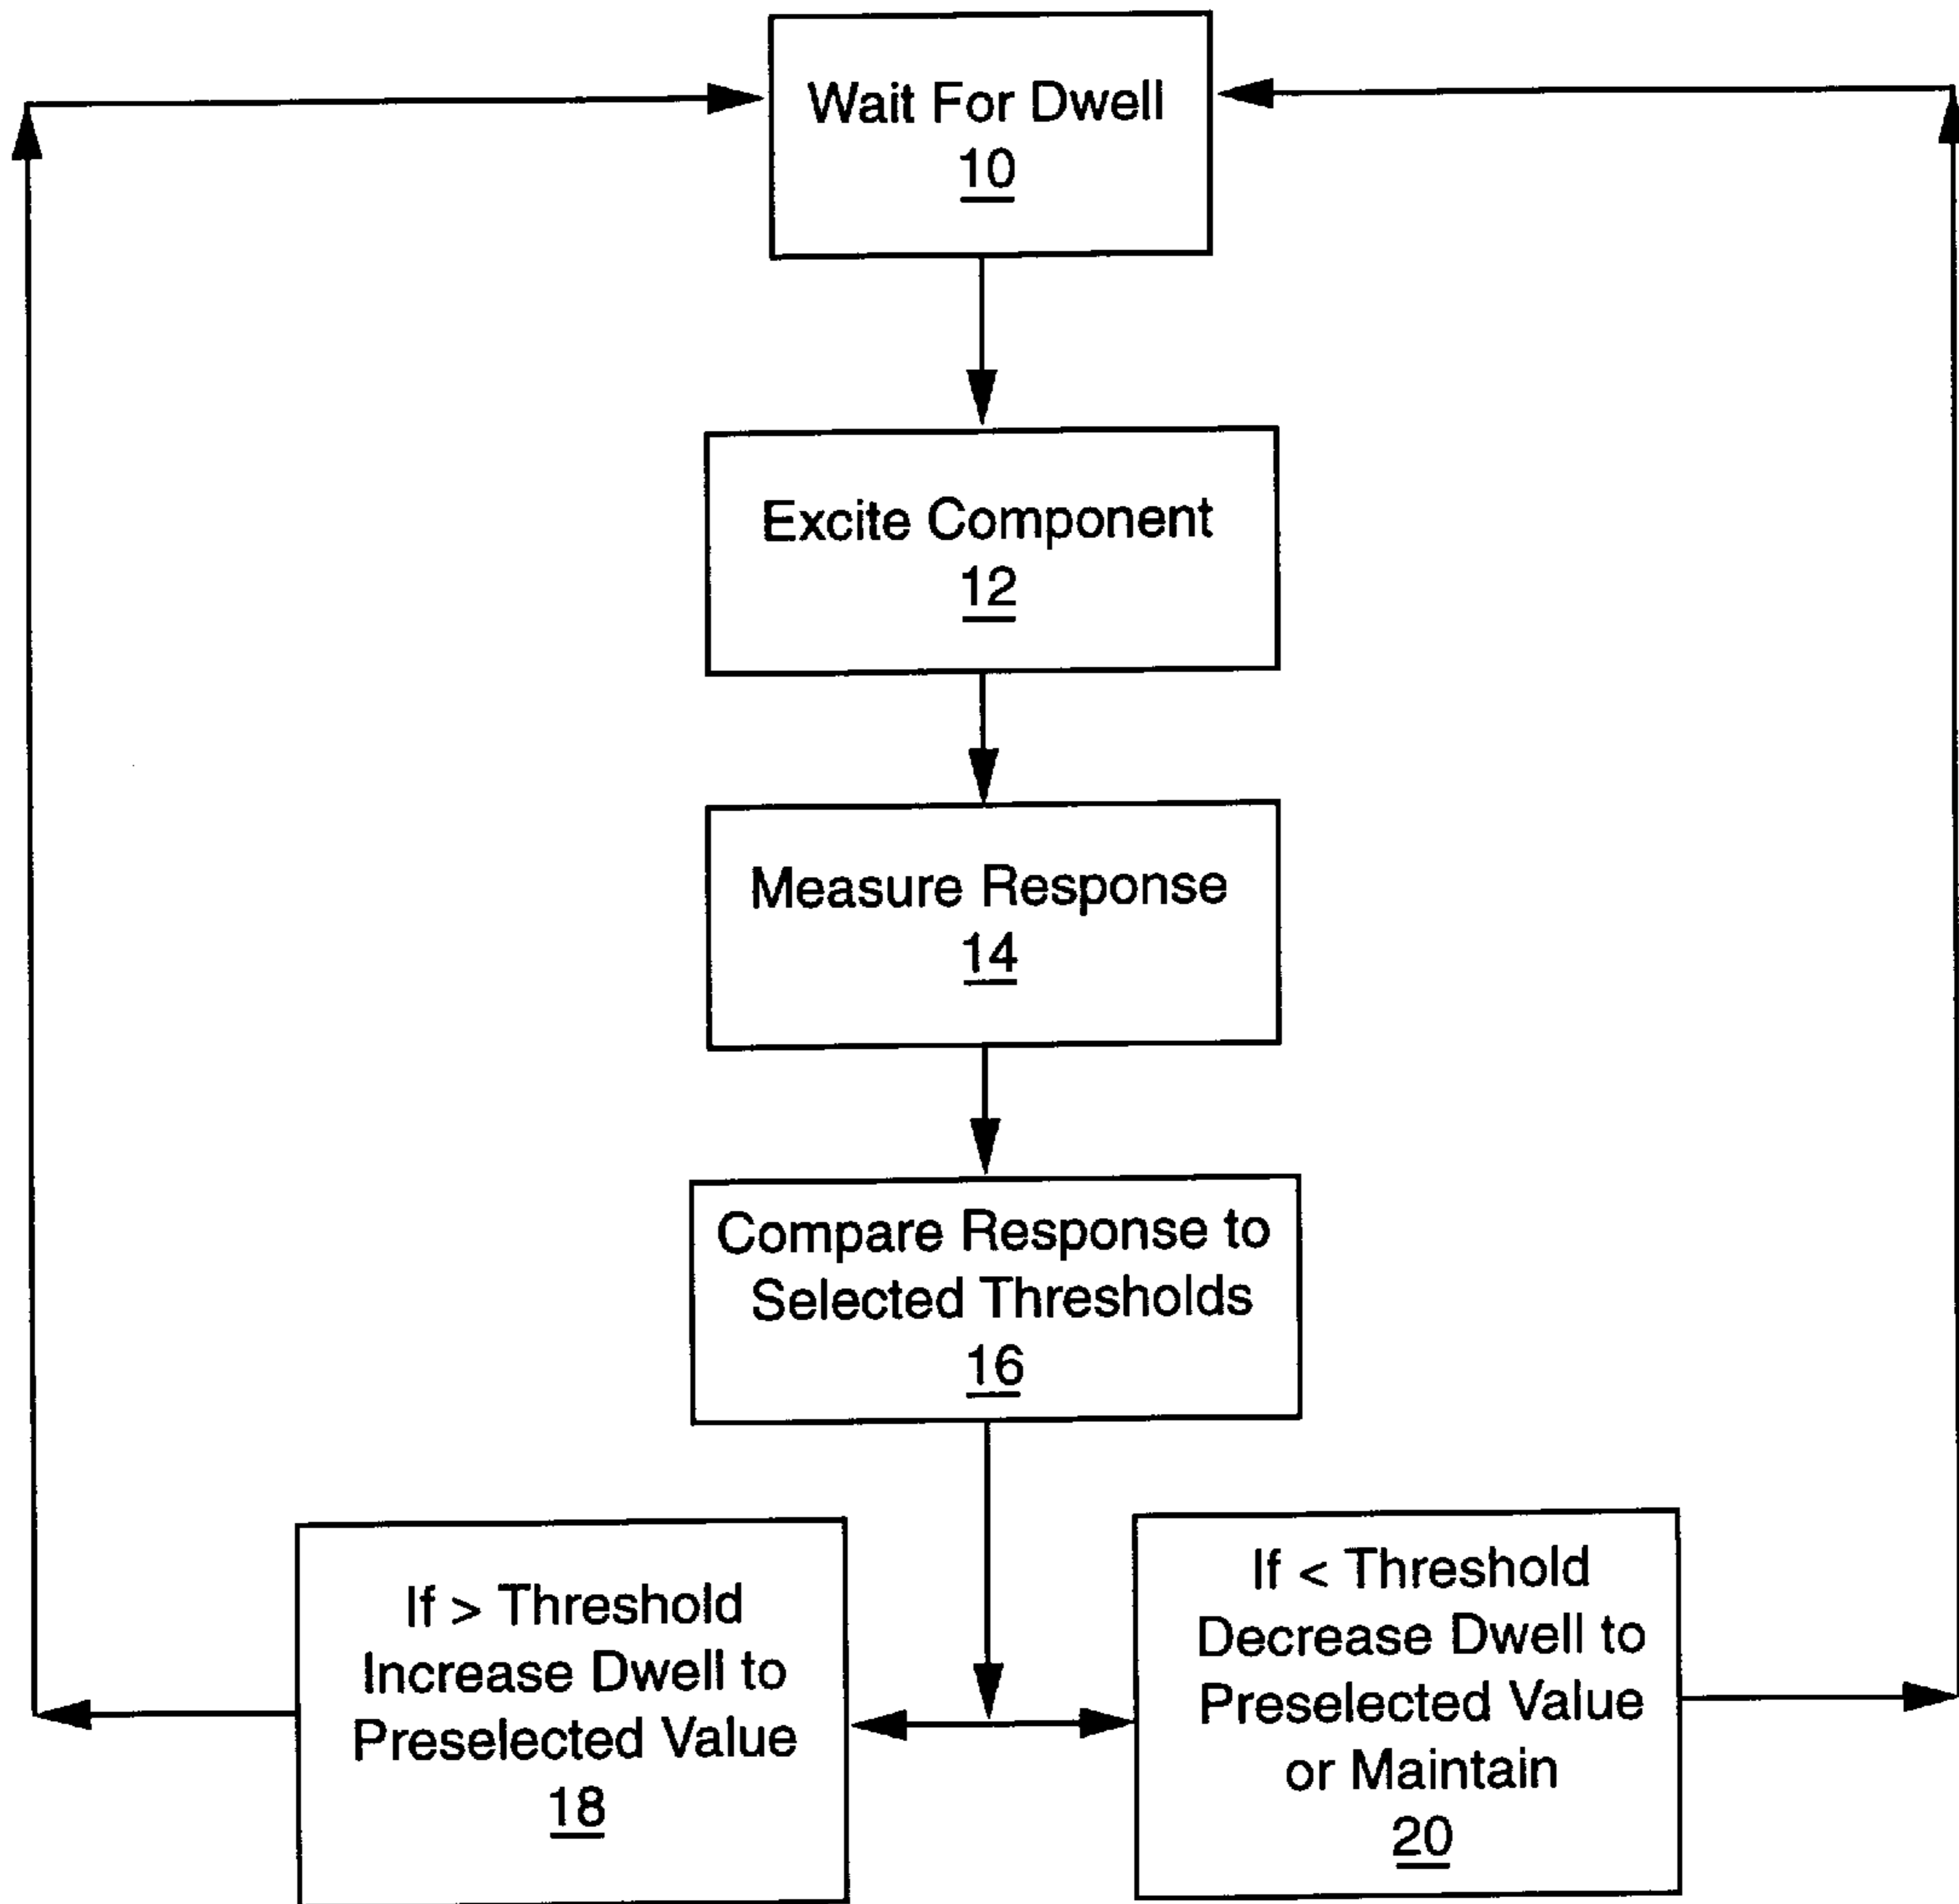 Wait For Dwell
10
Excite Component
12
Measure Response
14
Compare Response to
Selected Thresholds
16
If > Threshold
Increase Dwell to
Preselected Value
18
If < Threshold
Decrease Dwell to
Preselected Value
or Maintain
20